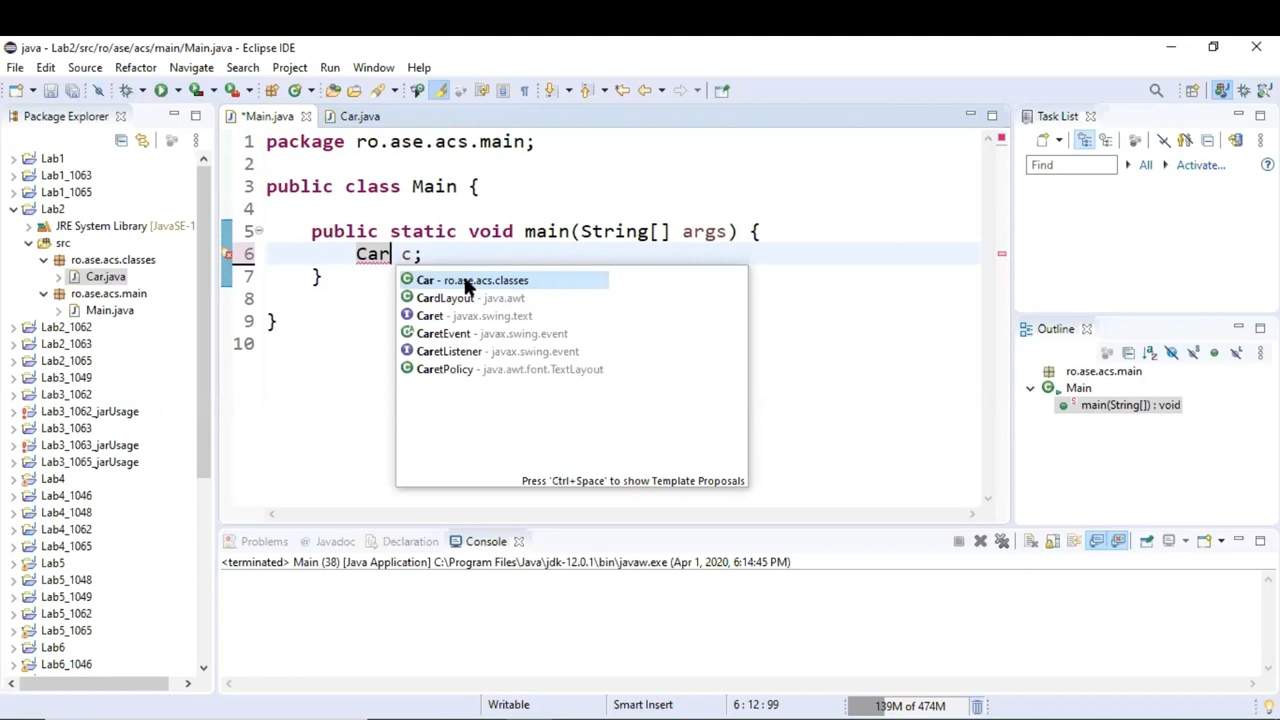 java - Lab2/src/ro/ase/acs/main/Main.java - Eclipse IDE
File Edit Source Refactor Navigate Search Project Run Window Help
Package Explorer
Lab1
Lab1_1063
Lab1_1065
Lab2
JRE System Library [JavaSE-1
src
ro.ase.acs.classes
Car.java
ro.ase.acs.main
Main.java
Lab2_1062
Lab2_1063
Lab2_1065
Lab3_1049
Lab3_1062
Lab3_1062_jarUsage
Lab3_1063
Lab3_1063_jarUsage
Lab3_1065_jarUsage
Lab4
Lab4_1046
Lab4_1048
Lab4_1062
Lab4_1065
Lab5
Lab5_1048
Lab5_1049
Lab5_1062
Lab5_1065
Lab6
Lab6_1046
*Main.java Car.java
1 package ro.ase.acs.main;
2
3 public class Main {
4
5 public static void main(String[] args) {
6 Car c;
7 }
8
9 }
10
Car - ro.ase.acs.classes
CardLayout - java.awt
Caret - javax.swing.text
CaretEvent - javax.swing.event
CaretListener - javax.swing.event
CaretPolicy - java.awt.font.TextLayout
Press 'Ctrl+Space' to show Template Proposals
Task List
Find All Activate...
Outline
ro.ase.acs.main
Main
main(String[]) : void
Problems Javadoc Declaration Console
<terminated> Main (38) [Java Application] C:\Program Files\Java\jdk-12.0.1\bin\javaw.exe (Apr 1, 2020, 6:14:45 PM)
Writable Smart Insert 6 : 12 : 99 139M of 474M